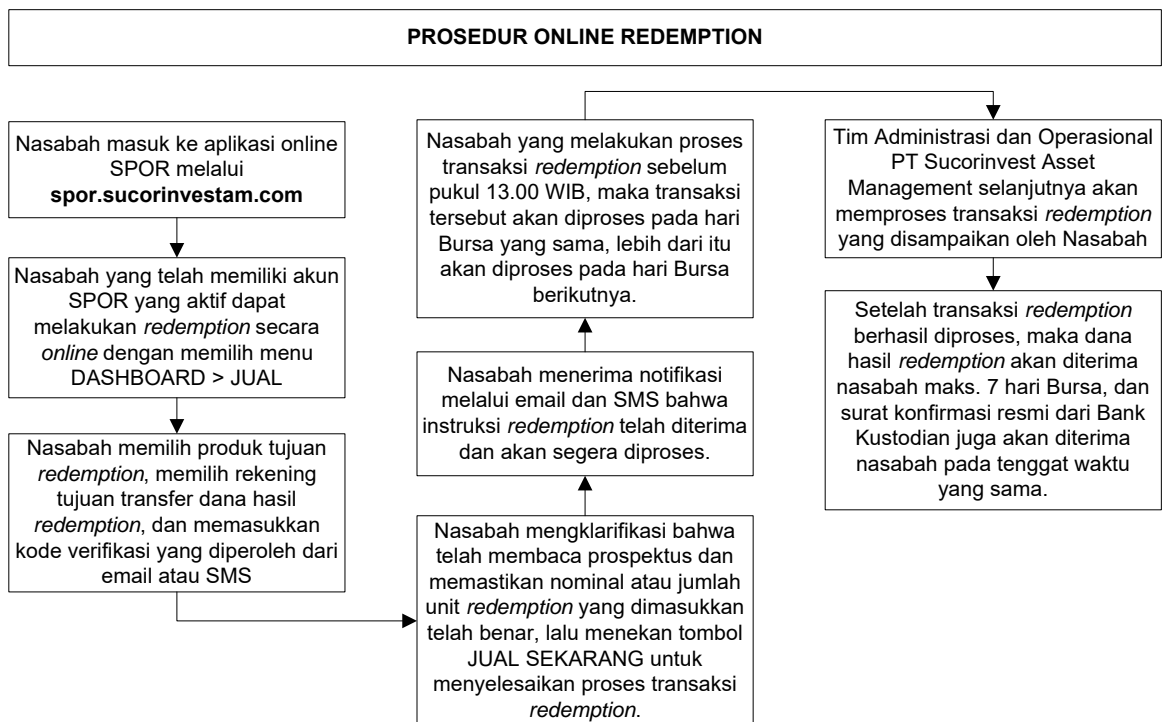 PROSEDUR ONLINE REDEMPTION
Nasabah masuk ke aplikasi online
SPOR melalui
spor.sucorinvestam.com
Nasabah yang telah memiliki akun
SPOR yang aktif dapat
melakukan redemption secara
online dengan memilih menu
DASHBOARD > JUAL
Nasabah memilih produk tujuan
redemption, memilih rekening
tujuan transfer dana hasil
redemption, dan memasukkan
kode verifikasi yang diperoleh dari
email atau SMS
Nasabah mengklarifikasi bahwa
telah membaca prospektus dan
memastikan nominal atau jumlah
unit redemption yang dimasukkan
telah benar, lalu menekan tombol
JUAL SEKARANG untuk
menyelesaikan proses transaksi
redemption.
Nasabah menerima notifikasi
melalui email dan SMS bahwa
instruksi redemption telah diterima
dan akan segera diproses.
Nasabah yang melakukan proses
transaksi redemption sebelum
pukul 13.00 WIB, maka transaksi
tersebut akan diproses pada hari
Bursa yang sama, lebih dari itu
akan diproses pada hari Bursa
berikutnya.
Tim Administrasi dan Operasional
PT Sucorinvest Asset
Management selanjutnya akan
memproses transaksi redemption
yang disampaikan oleh Nasabah
Setelah transaksi redemption
berhasil diproses, maka dana
hasil redemption akan diterima
nasabah maks. 7 hari Bursa, dan
surat konfirmasi resmi dari Bank
Kustodian juga akan diterima
nasabah pada tenggat waktu
yang sama.